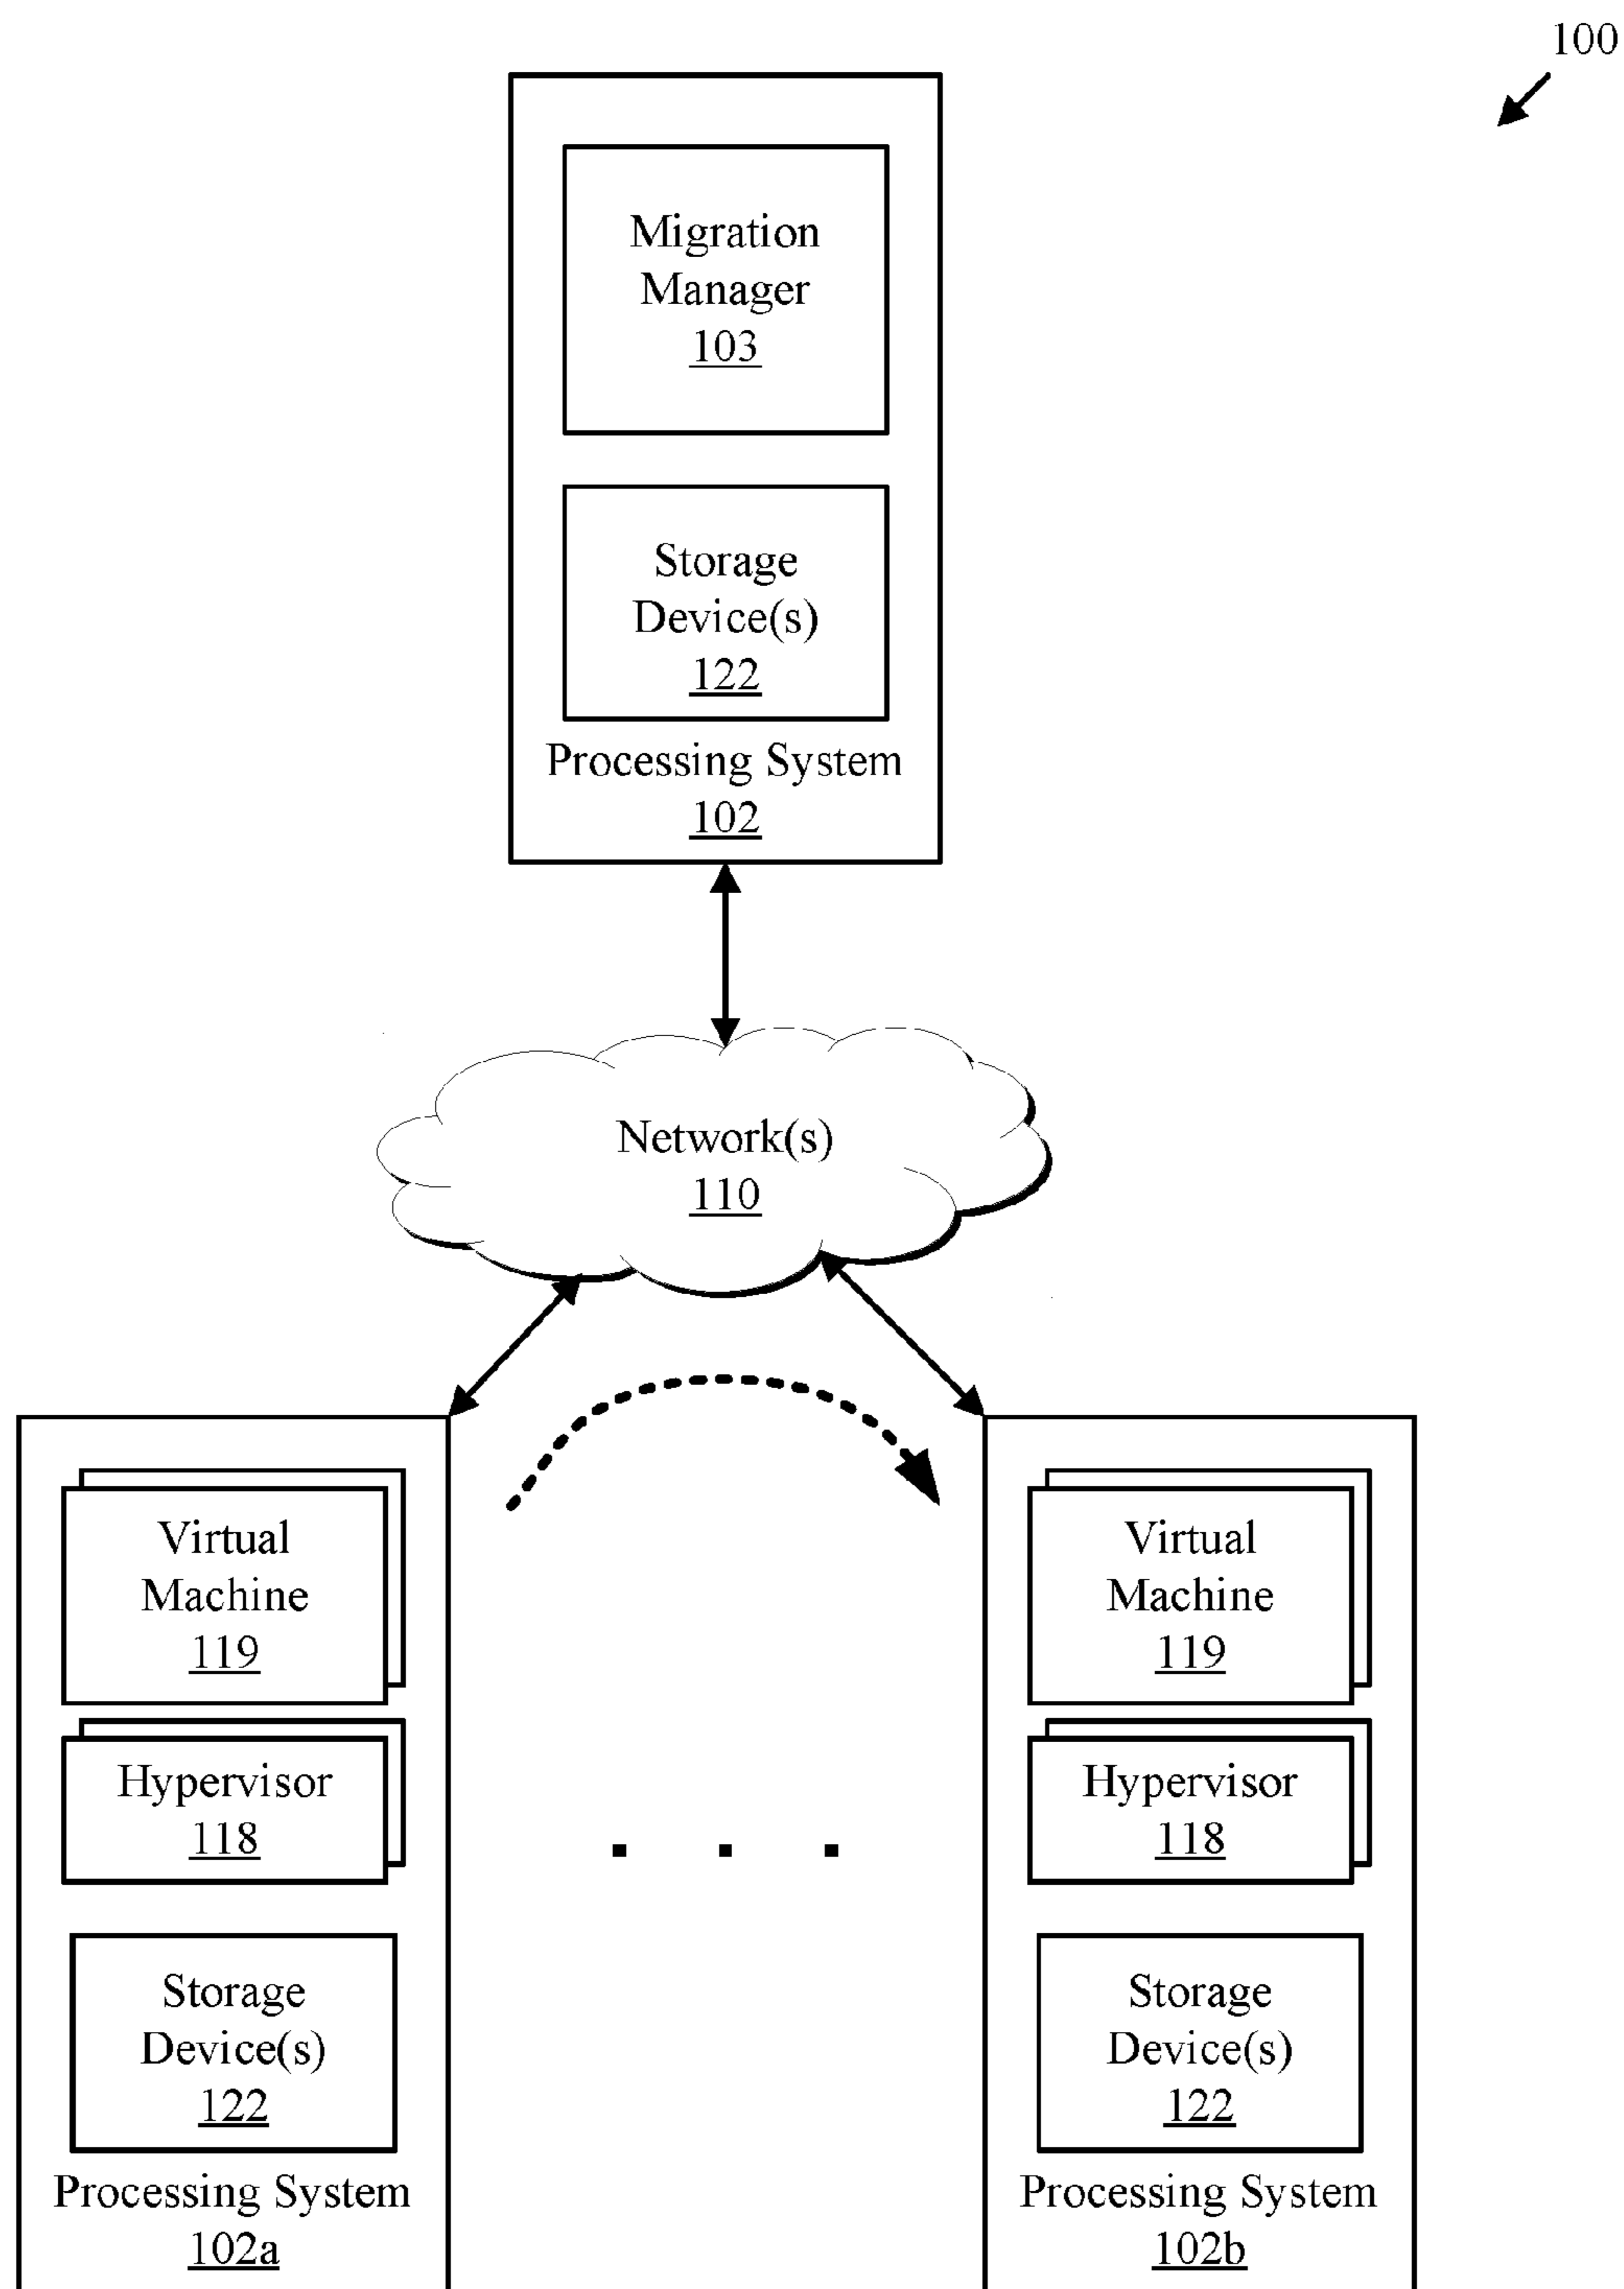 100
Migration
Manager
103
Storage
Device(s)
122
Processing System
102
Network(s)
110
Virtual
Machine
119
Hypervisor
118
Storage
Device(s)
122
Processing System
102a
. . .
Virtual
Machine
119
Hypervisor
118
Storage
Device(s)
122
Processing System
102b